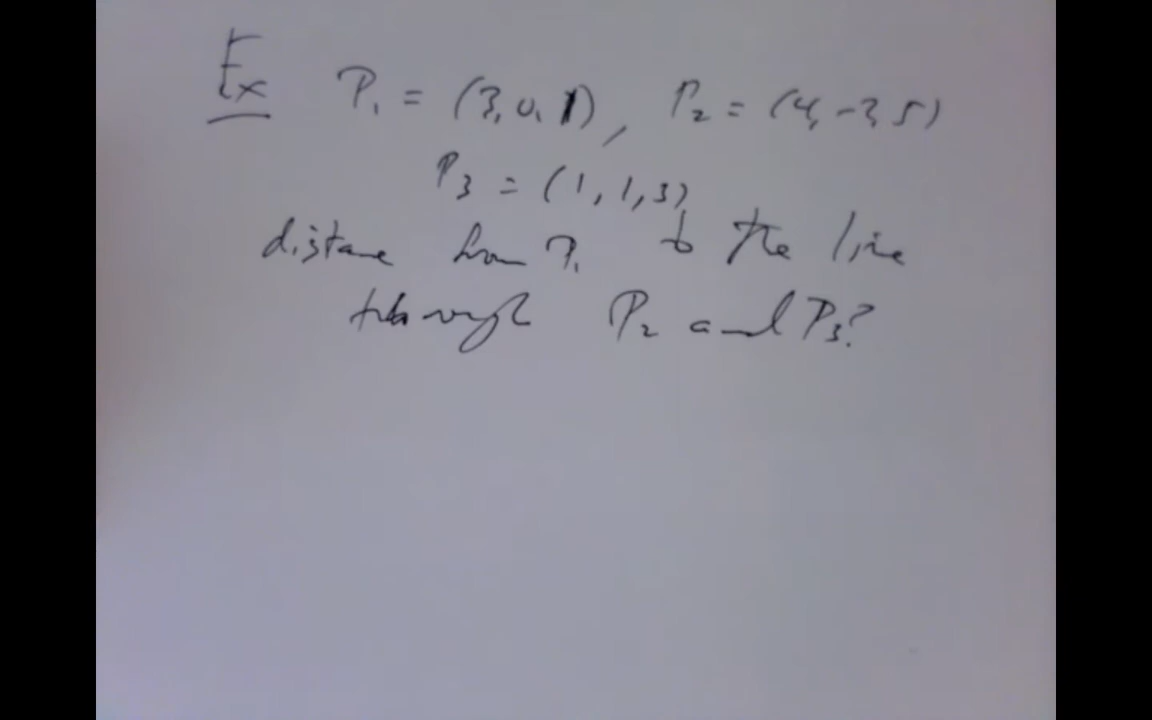 Ex P₁ = (3, 0, 1), P₂ = (4, -3, 5)
P₃ = (1, 1, 3)
distance from P₁ to the line
through P₂ and P₃?